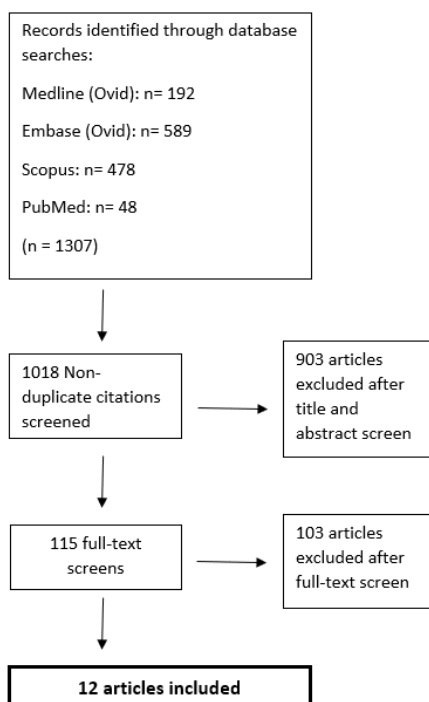 Records identified through database
searches:
Medline (Ovid): n= 192
Embase (Ovid): n= 589
Scopus: n= 478
PubMed: n= 48
(n = 1307)
1018 Non-
duplicate citations
screened
903 articles
excluded after
title and
abstract screen
115 full-text
screens
103 articles
excluded after
full-text screen
12 articles included